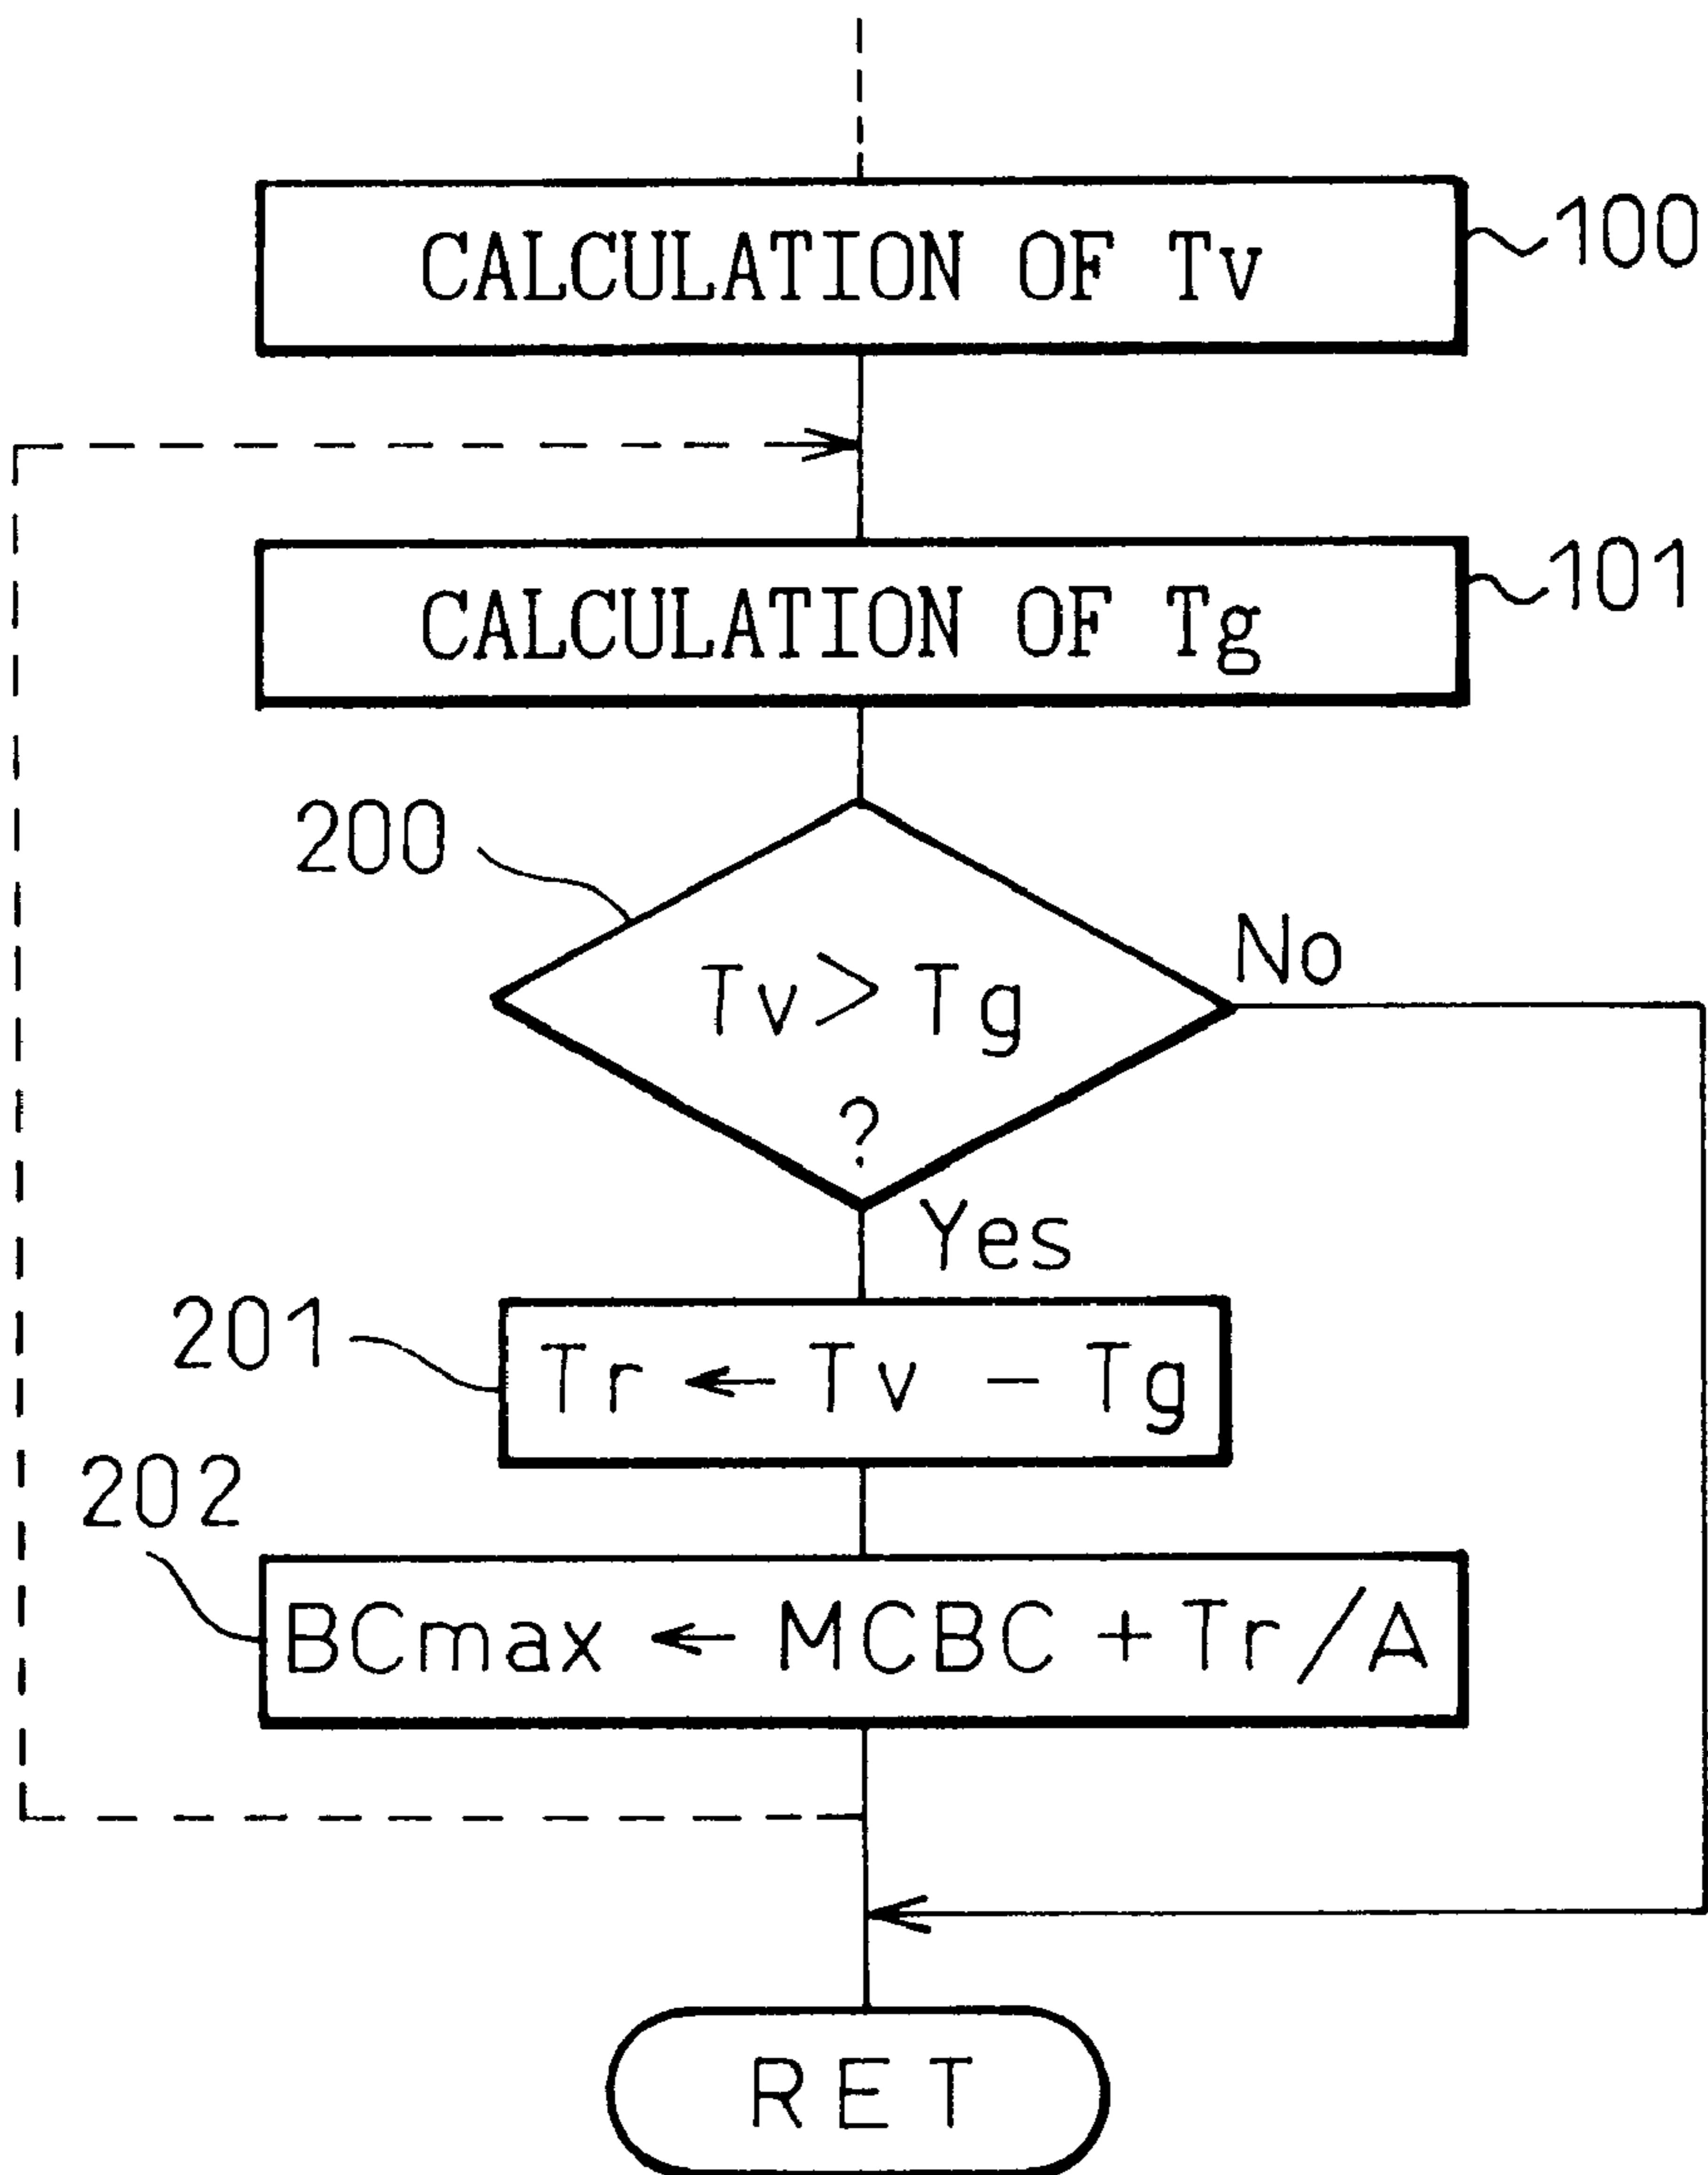 CALCULATION OF Tv
100
CALCULATION OF Tg
101
200
Tv > Tg
?
No
Yes
201
Tr ← Tv - Tg
202
BCmax ← MCBC + Tr/A
RET